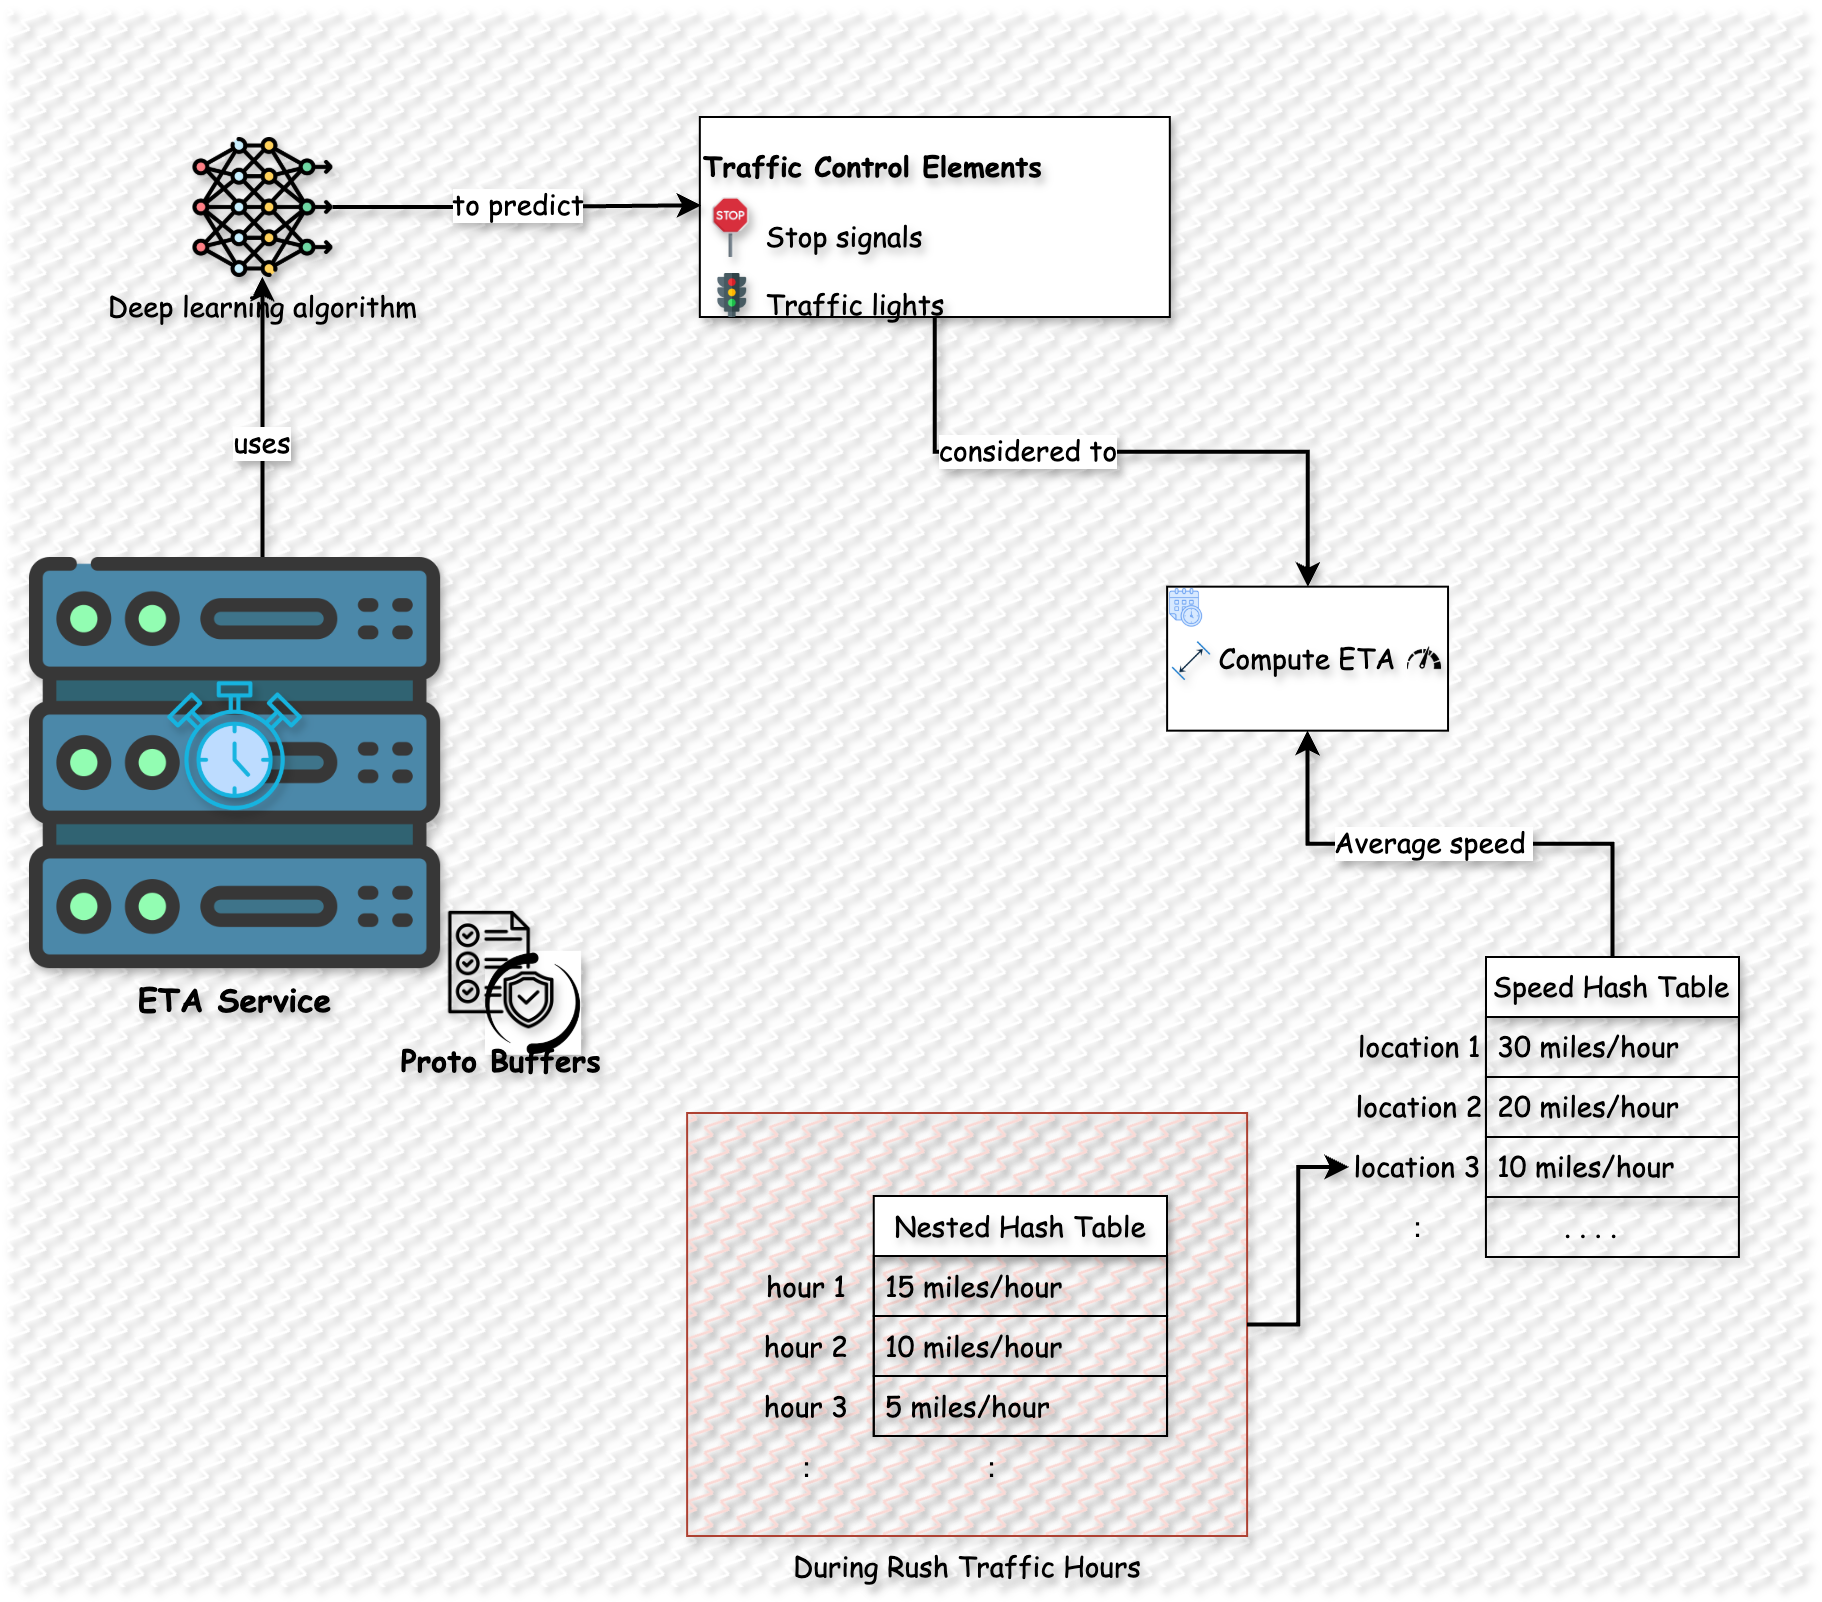 Traffic Control Elements
STOP
Stop signals
Traffic lights
to predict
Deep learning algorithm
uses
considered to
Compute ETA
Average speed
ETA Service
Proto Buffers
Speed Hash Table
location 1 30 miles/hour
location 2 20 miles/hour
location 3 10 miles/hour
: . . . .
Nested Hash Table
hour 1 15 miles/hour
hour 2 10 miles/hour
hour 3 5 miles/hour
: :
During Rush Traffic Hours